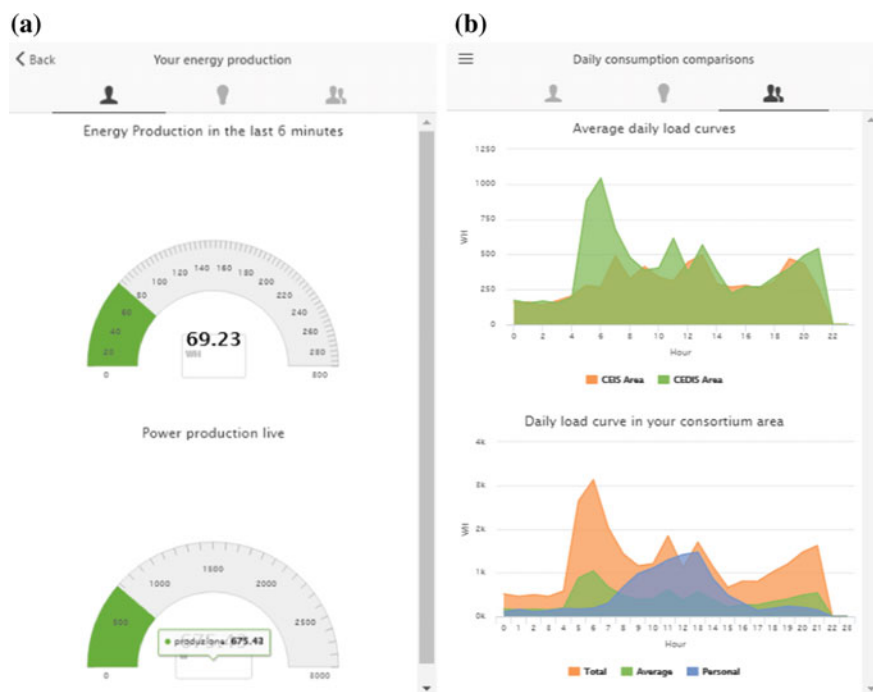 (a)
Back
Your energy production
Energy Production in the last 6 minutes
0 20 40 60 80 100 120 140 160 180 200 220 240 260 280 300
69.23
WH
Power production live
0 500 1000 1500 2000 2500 3000
produzione: 675.43
W
(b)
Daily consumption comparisons
Average daily load curves
1250
1000
750
500
250
0
WH
0 2 4 6 8 10 12 14 16 18 20 22
Hour
CEIS Area CEDIS Area
Daily load curve in your consortium area
4k
3k
2k
1k
0k
WH
0 1 2 3 4 5 6 7 8 9 10 11 12 13 14 15 16 17 18 19 20 21 22 23
Hour
Total Average Personal